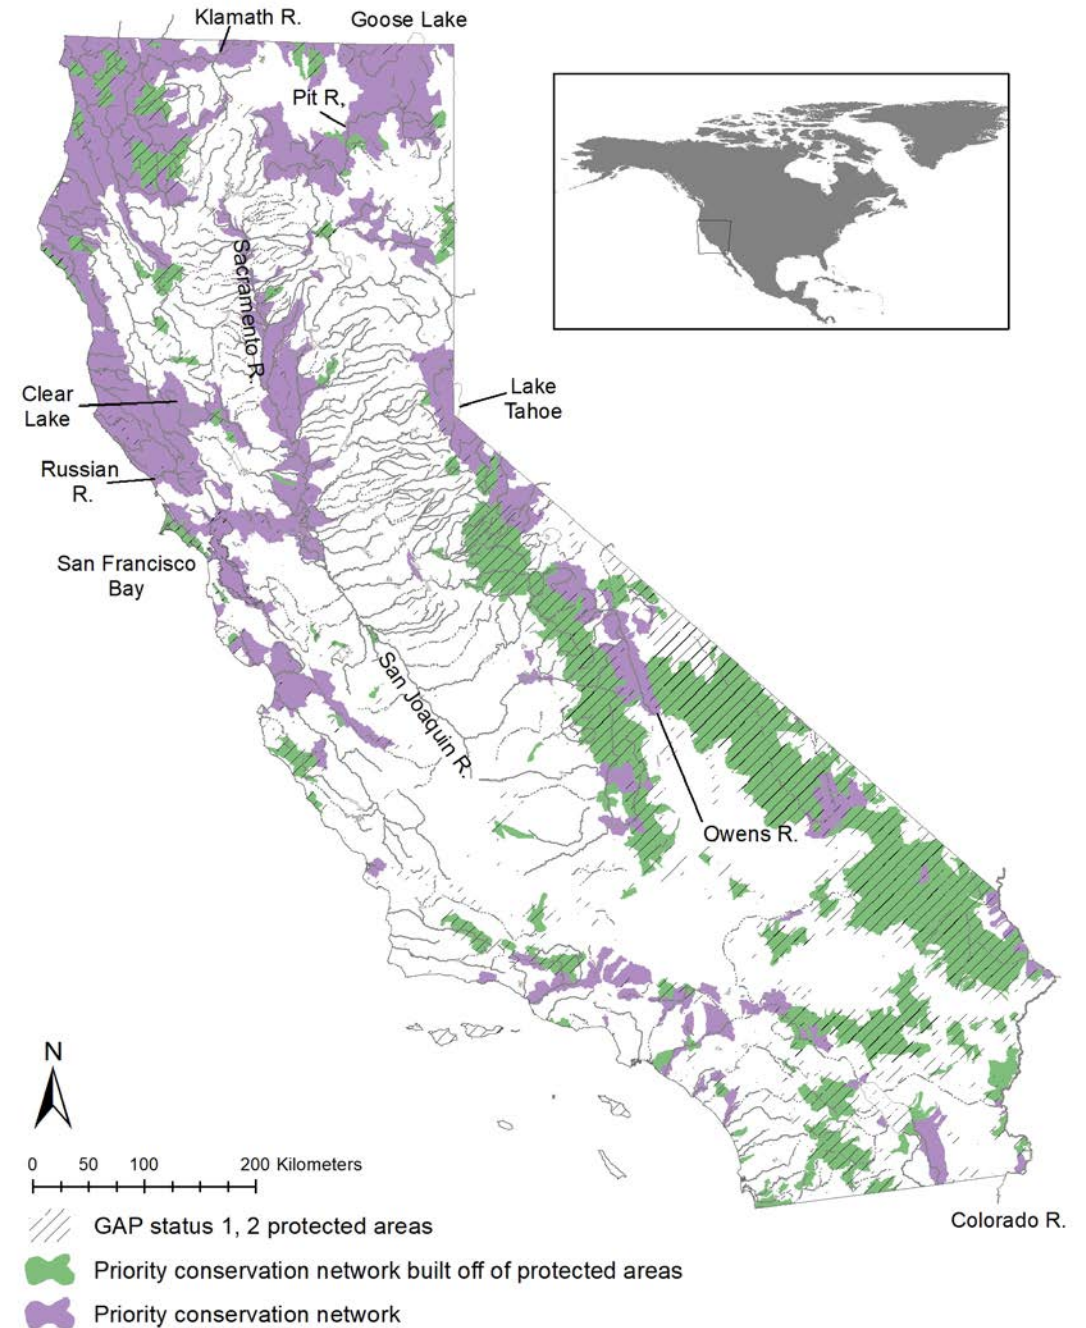 Klamath R.
Goose Lake
Pit R,
Sacramento R.
Clear
Lake
Lake
Tahoe
Russian
R.
San Francisco
Bay
San Joaquin R.
Owens R.
N
0 50 100 200 Kilometers
Colorado R.
GAP status 1, 2 protected areas
Priority conservation network built off of protected areas
Priority conservation network